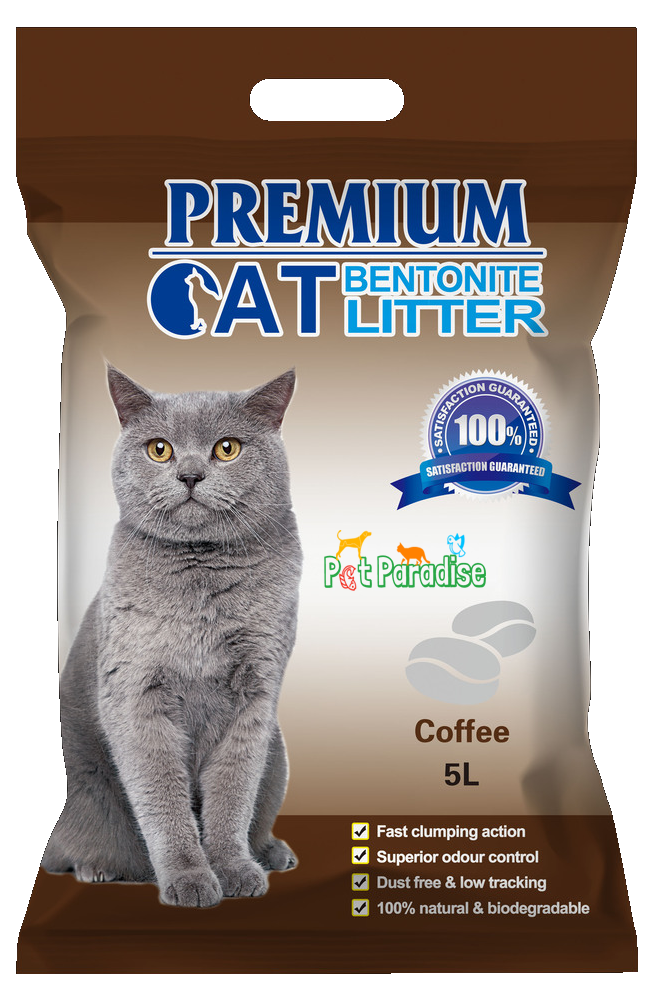 PREMIUM
CAT BENTONITE
LITTER
SATISFACTION GUARANTEED
100%
SATISFACTION GUARANTEED
Pet Paradise
Coffee
5L
Fast clumping action
Superior odour control
Dust free & low tracking
100% natural & biodegradable